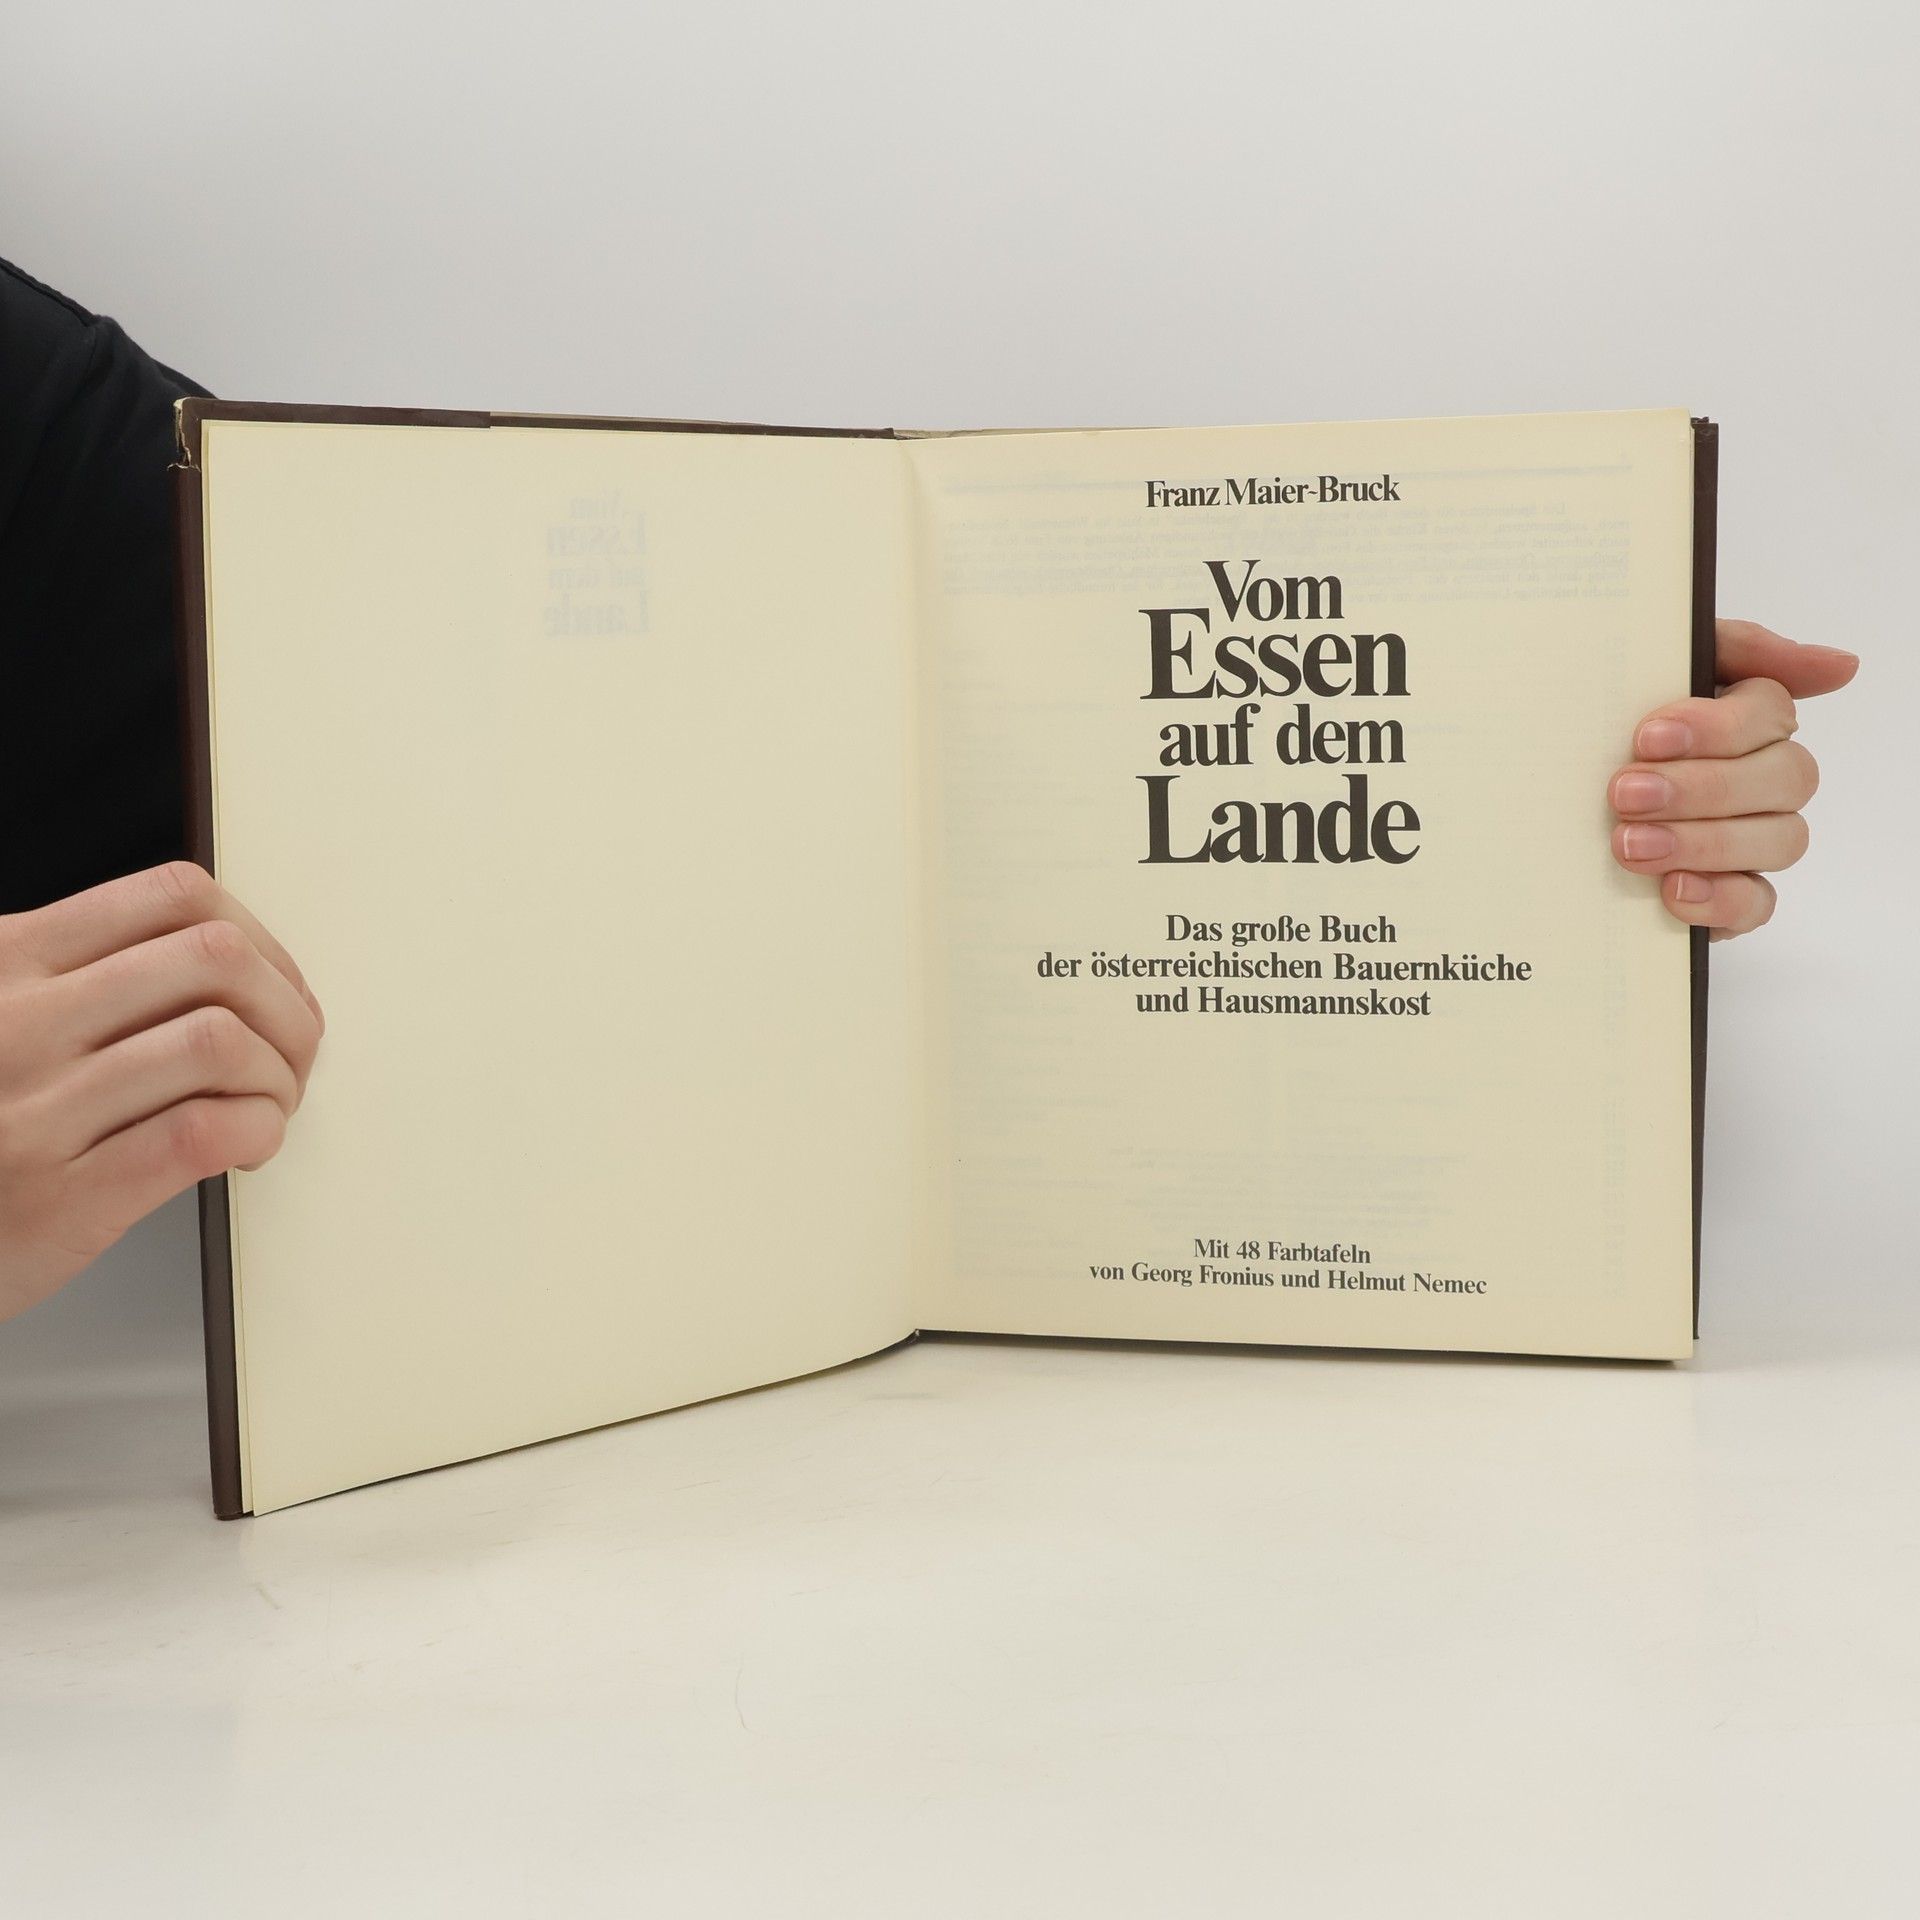 Franz Maier-Bruck
Vom
Essen
auf dem
Lande
Das große Buch
der österreichischen Bauernküche
und Hausmannskost
Mit 48 Farbtafeln
von Georg Fronius und Helmut Nemec